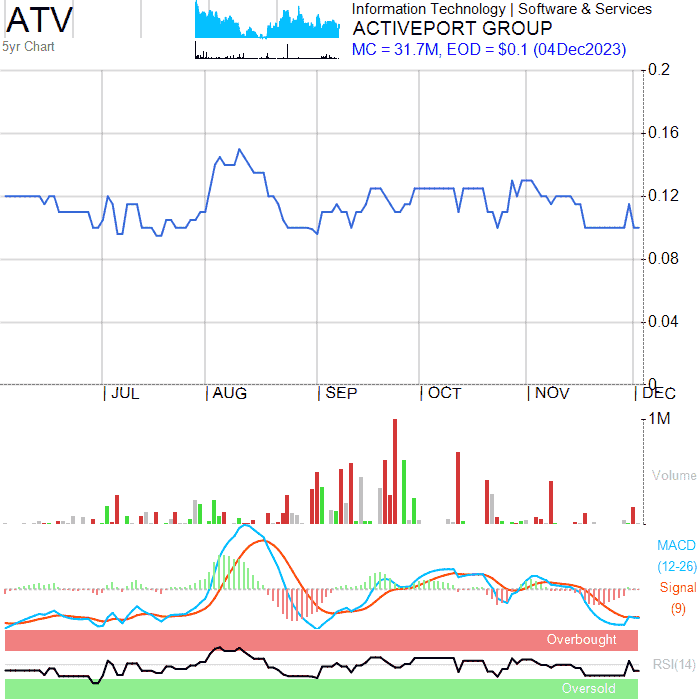 ATV
5yr Chart
Information Technology | Software & Services
ACTIVEPORT GROUP
MC = 31.7M, EOD = $0.1 (04Dec2023)
0.2
0.16
0.12
0.08
0.04
0
| JUL | AUG | SEP | OCT | NOV | DEC
1M
Volume
MACD
(12-26)
Signal
(9)
Overbought
RSI(14)
Oversold